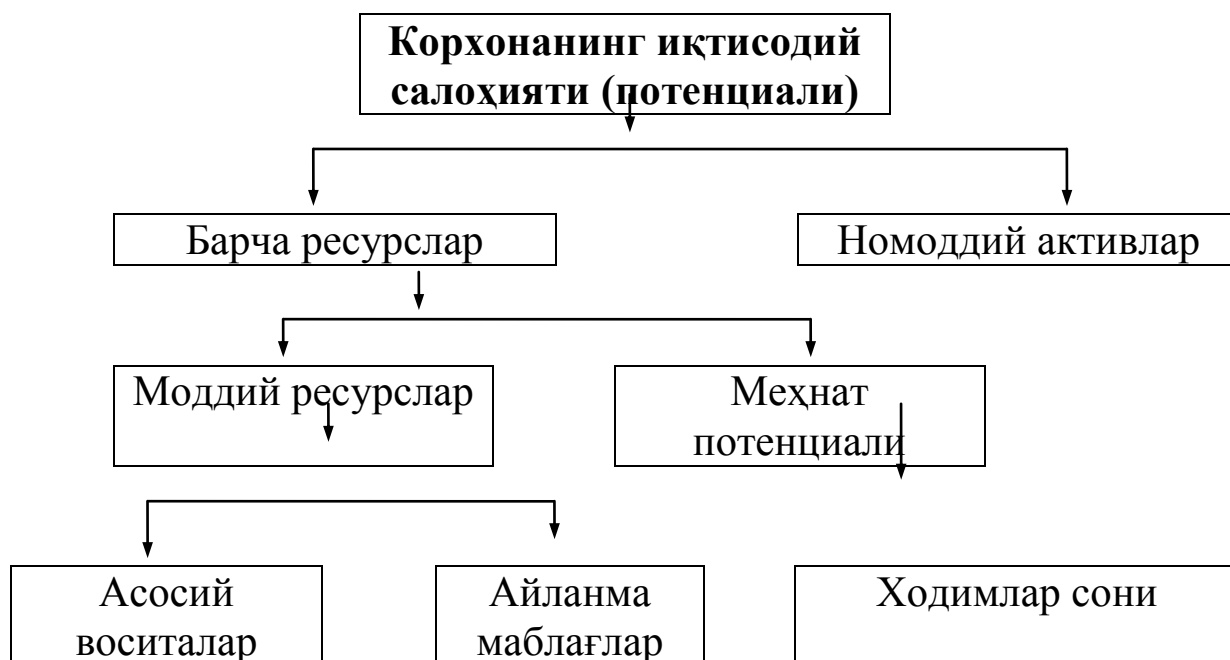 Корхонанинг иқтисодий
салоҳияти (потенциали)
Барча ресурслар
Номоддий активлар
Моддий ресурслар
Меҳнат
потенциали
Асосий
воситалар
Айланма
маблағлар
Ходимлар сони